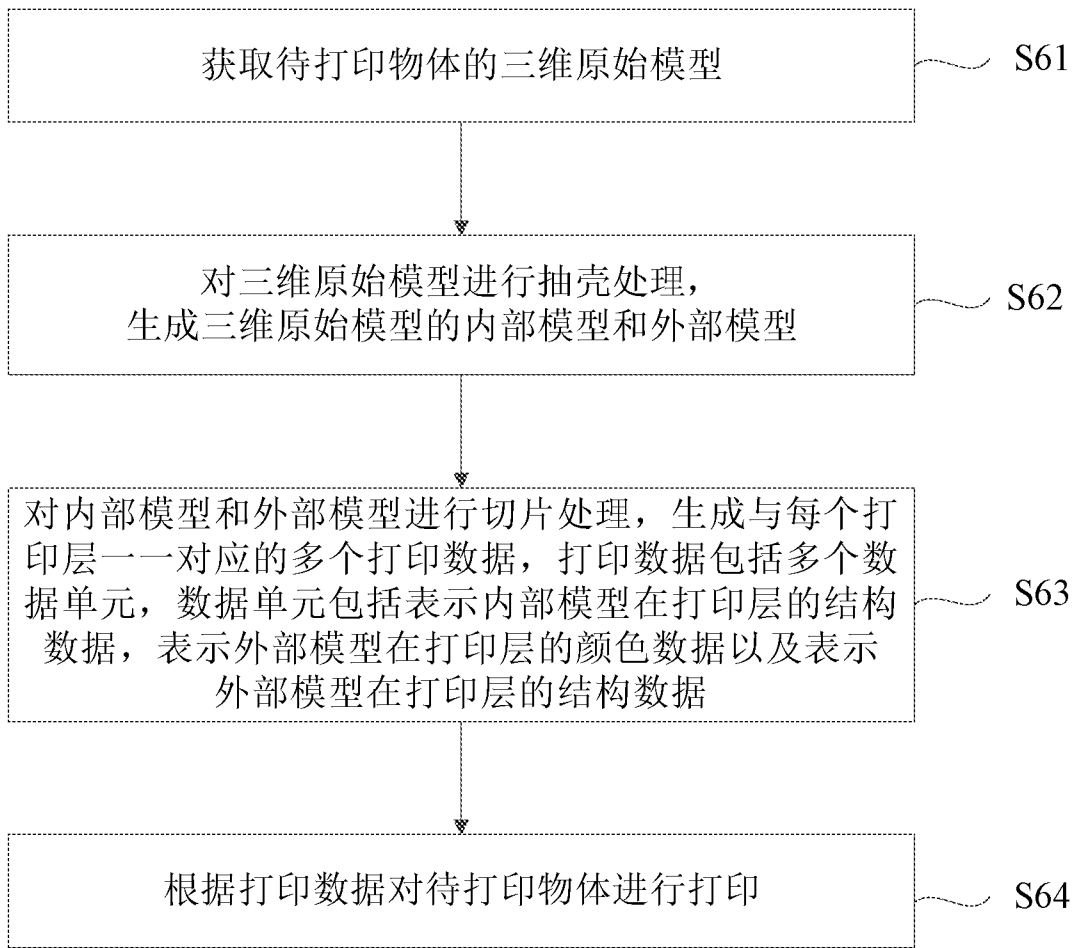 获取待打印物体的三维原始模型
S61
对三维原始模型进行抽壳处理，
生成三维原始模型的内部模型和外部模型
S62
对内部模型和外部模型进行切片处理，生成与每个打
印层一一对应的多个打印数据，打印数据包括多个数
据单元，数据单元包括表示内部模型在打印层的结构
数据，表示外部模型在打印层的颜色数据以及表示
外部模型在打印层的结构数据
S63
根据打印数据对待打印物体进行打印
S64